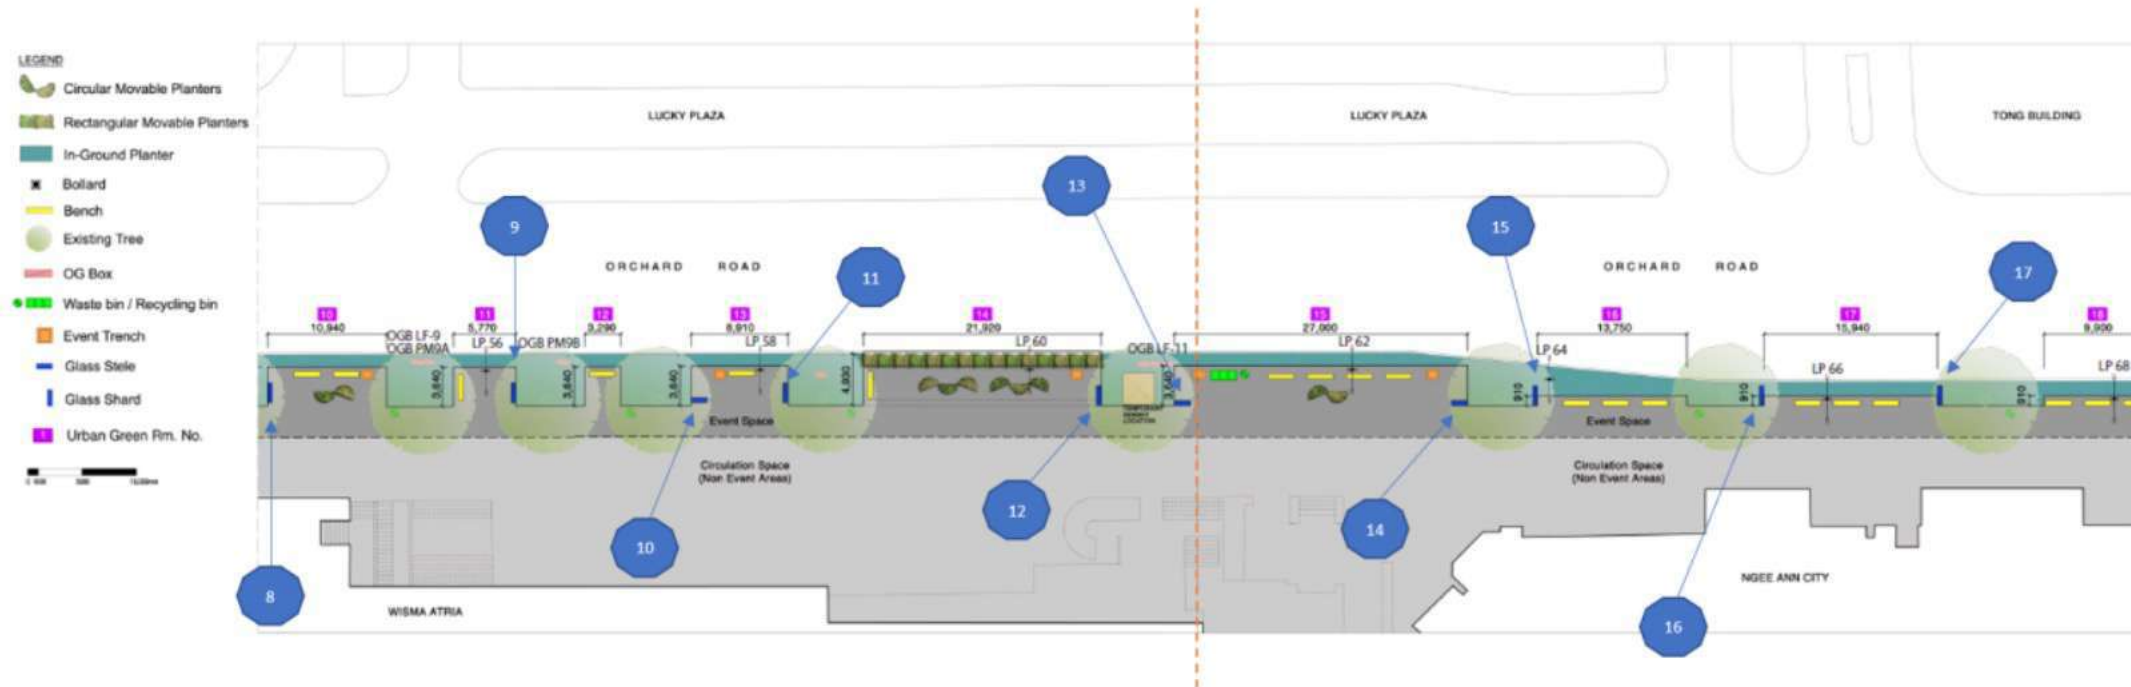 LEGEND
Circular Movable Planters
Rectangular Movable Planters
In-Ground Planter
Bollard
Bench
Existing Tree
OG Box
Waste bin / Recycling bin
Event Trench
Glass Stele
Glass Shard
1 Urban Green Rm. No.
LUCKY PLAZA
LUCKY PLAZA
TONG BUILDING
13
9
15
11
17
ORCHARD ROAD
ORCHARD ROAD
10
11
12
13
14
15
16
17
18
10,940
5,770
3,290
8,910
21,920
27,000
13,750
15,940
9,900
OGB LF-9
OGB PM9A
LP 56
OGB PM9B
LP 58
LP 60
OGB LF-11
LP 62
LP 64
LP 66
LP 68
3,640
3,640
3,640
4,930
3,640
910
910
910
Event Space
Event Space
Circulation Space
(Non Event Areas)
Circulation Space
(Non Event Areas)
12
14
10
8
16
WISMA ATRIA
NGEE ANN CITY